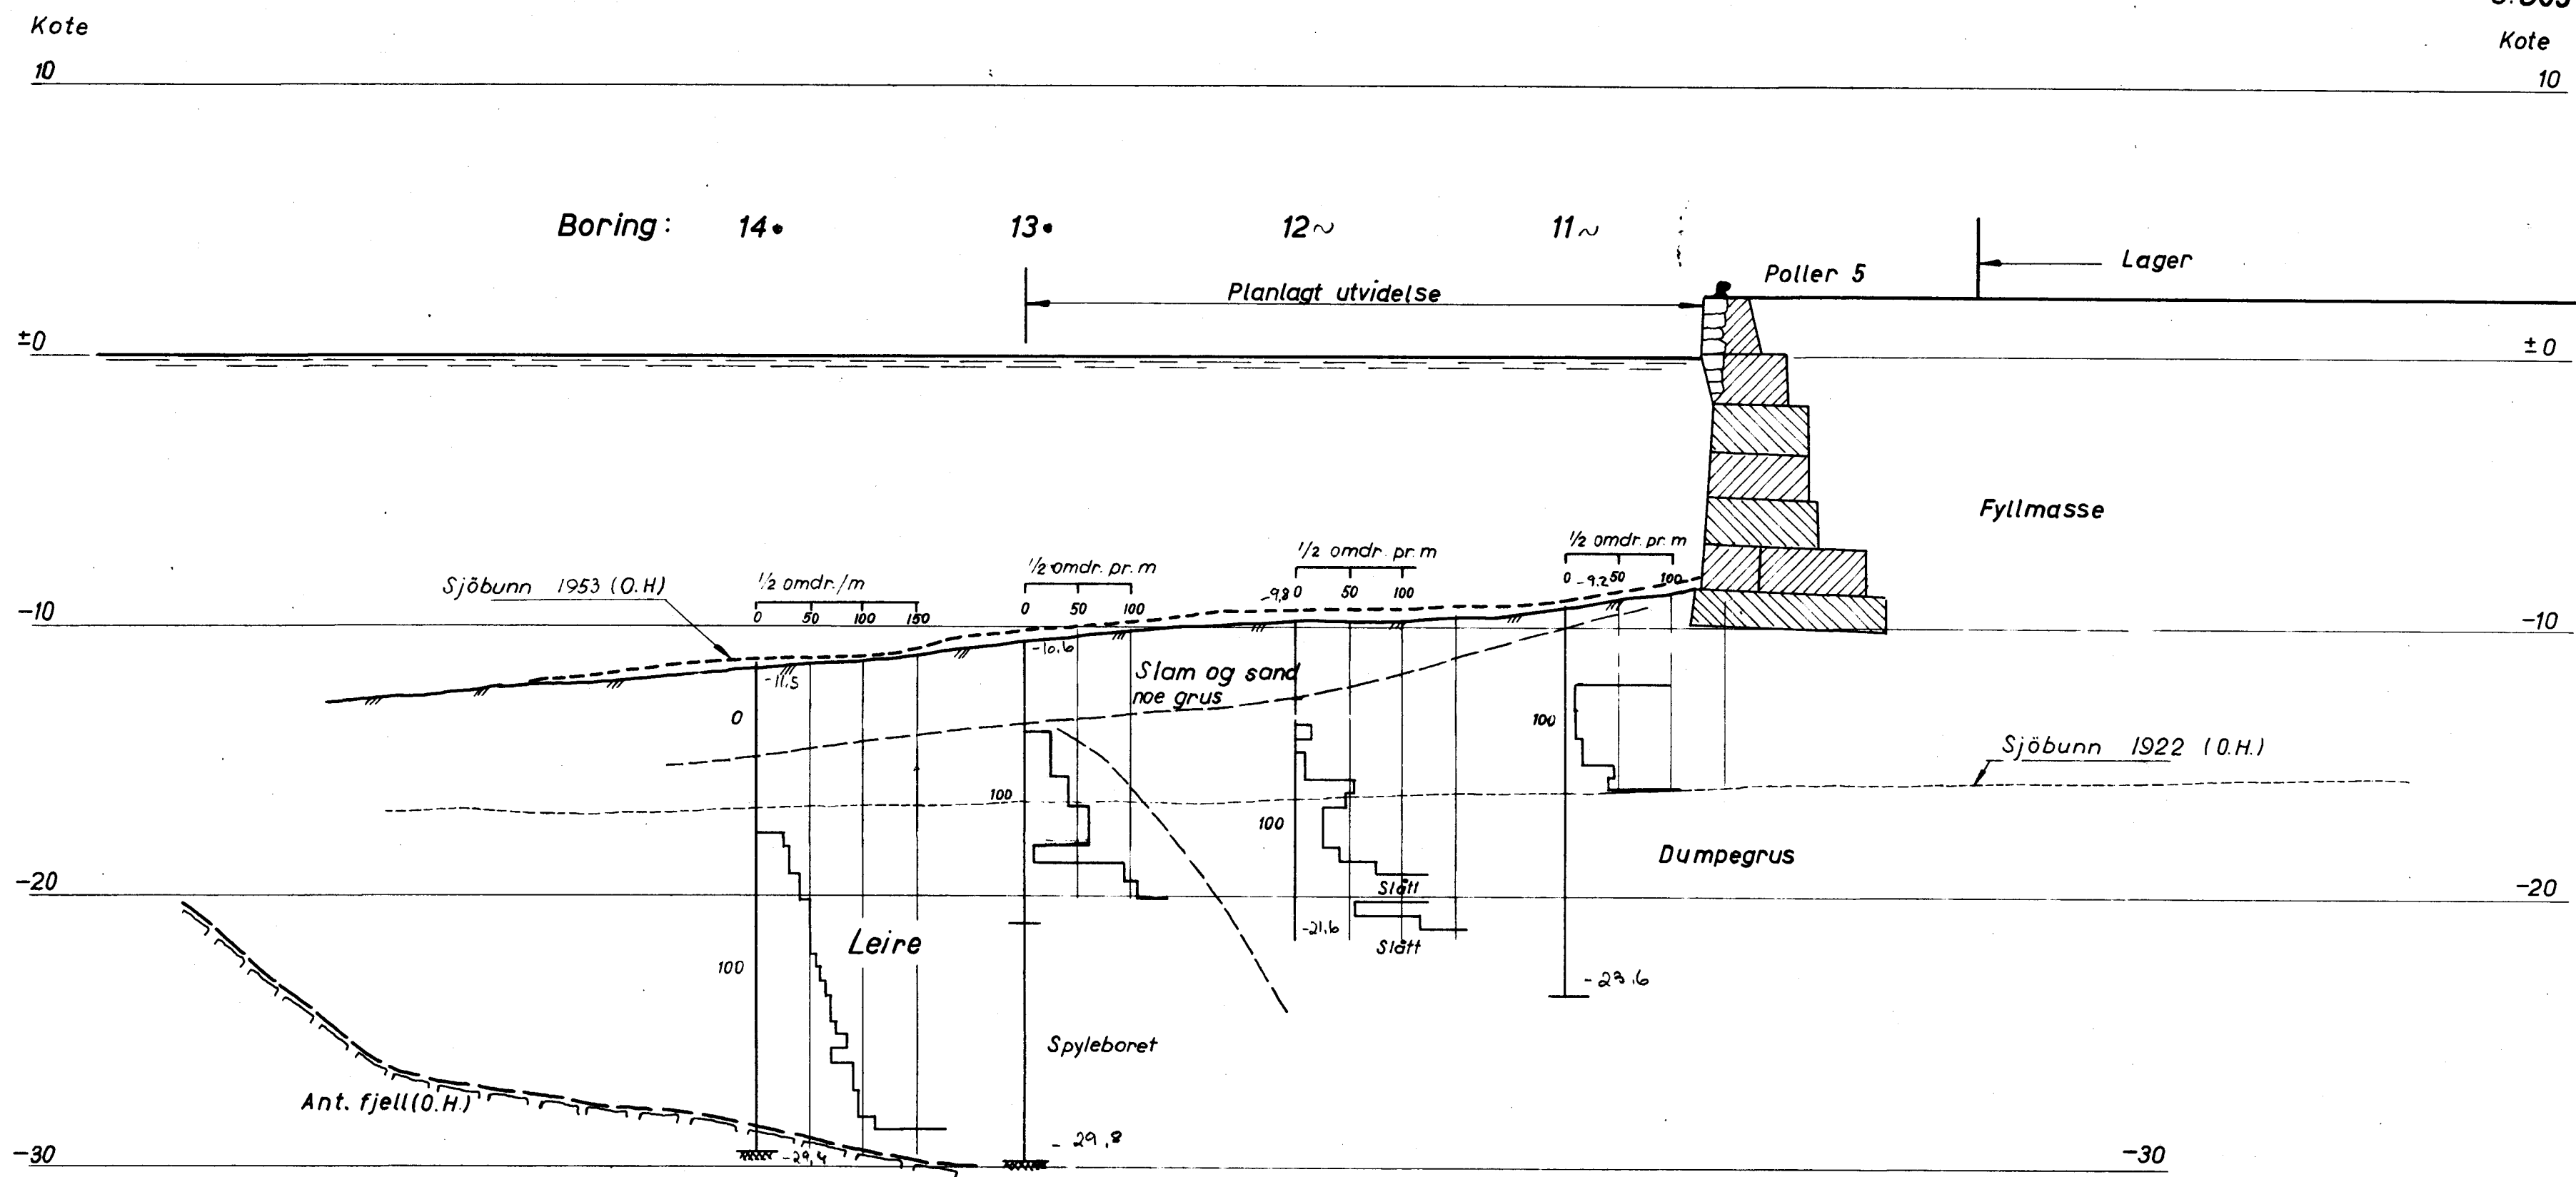 Kote
Kote
10
10
Boring: 14 13 12~ 11~
Planlagt utvidelse
Poller 5
Lager
±0
±0
Fyllmasse
Sjöbunn 1953 (O.H)
1/2 omdr./m
0 50 100 150
1/2 omdr. pr. m
0 50 100
1/2 omdr. pr. m
-9,8 0 50 100
1/2 omdr. pr. m
0 -9,2 50 100
-10
-10
-11,5
-10,6
Slam og sand
noe grus
0
100
100
100
100
Sjöbunn 1922 (O.H.)
Dumpegrus
-20
-20
Slått
-21,6
Slått
Leire
-23,6
Spyleboret
Ant. fjell (O.H.)
-29,4
-29,8
-30
-30